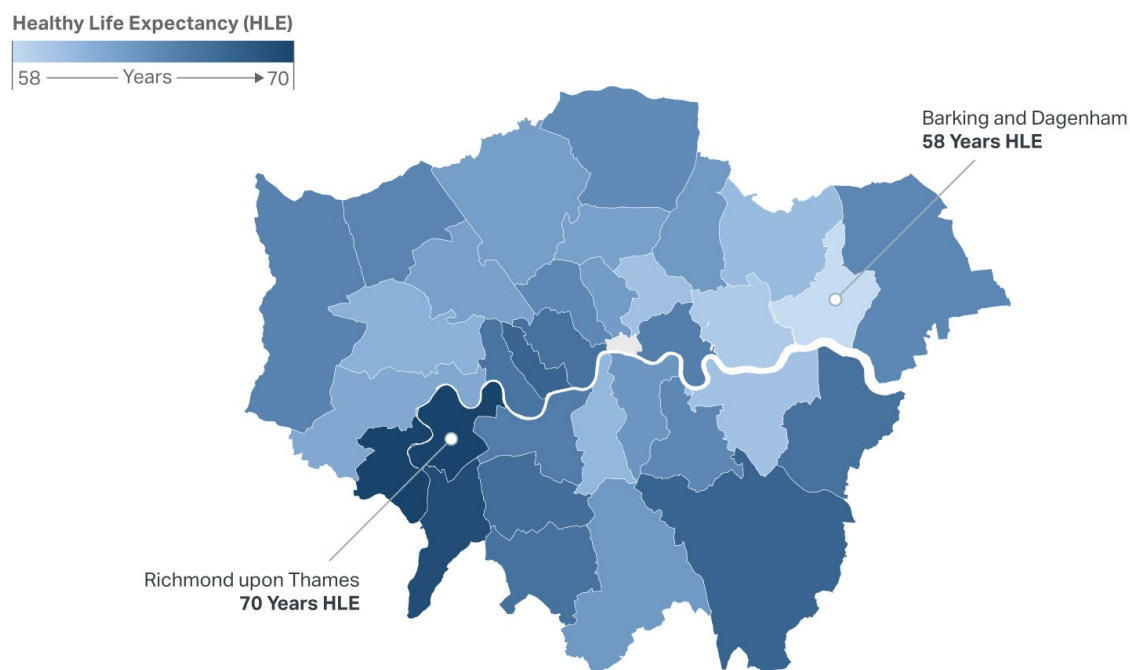 Healthy Life Expectancy (HLE)
58 Years 70
Barking and Dagenham
58 Years HLE
Richmond upon Thames
70 Years HLE